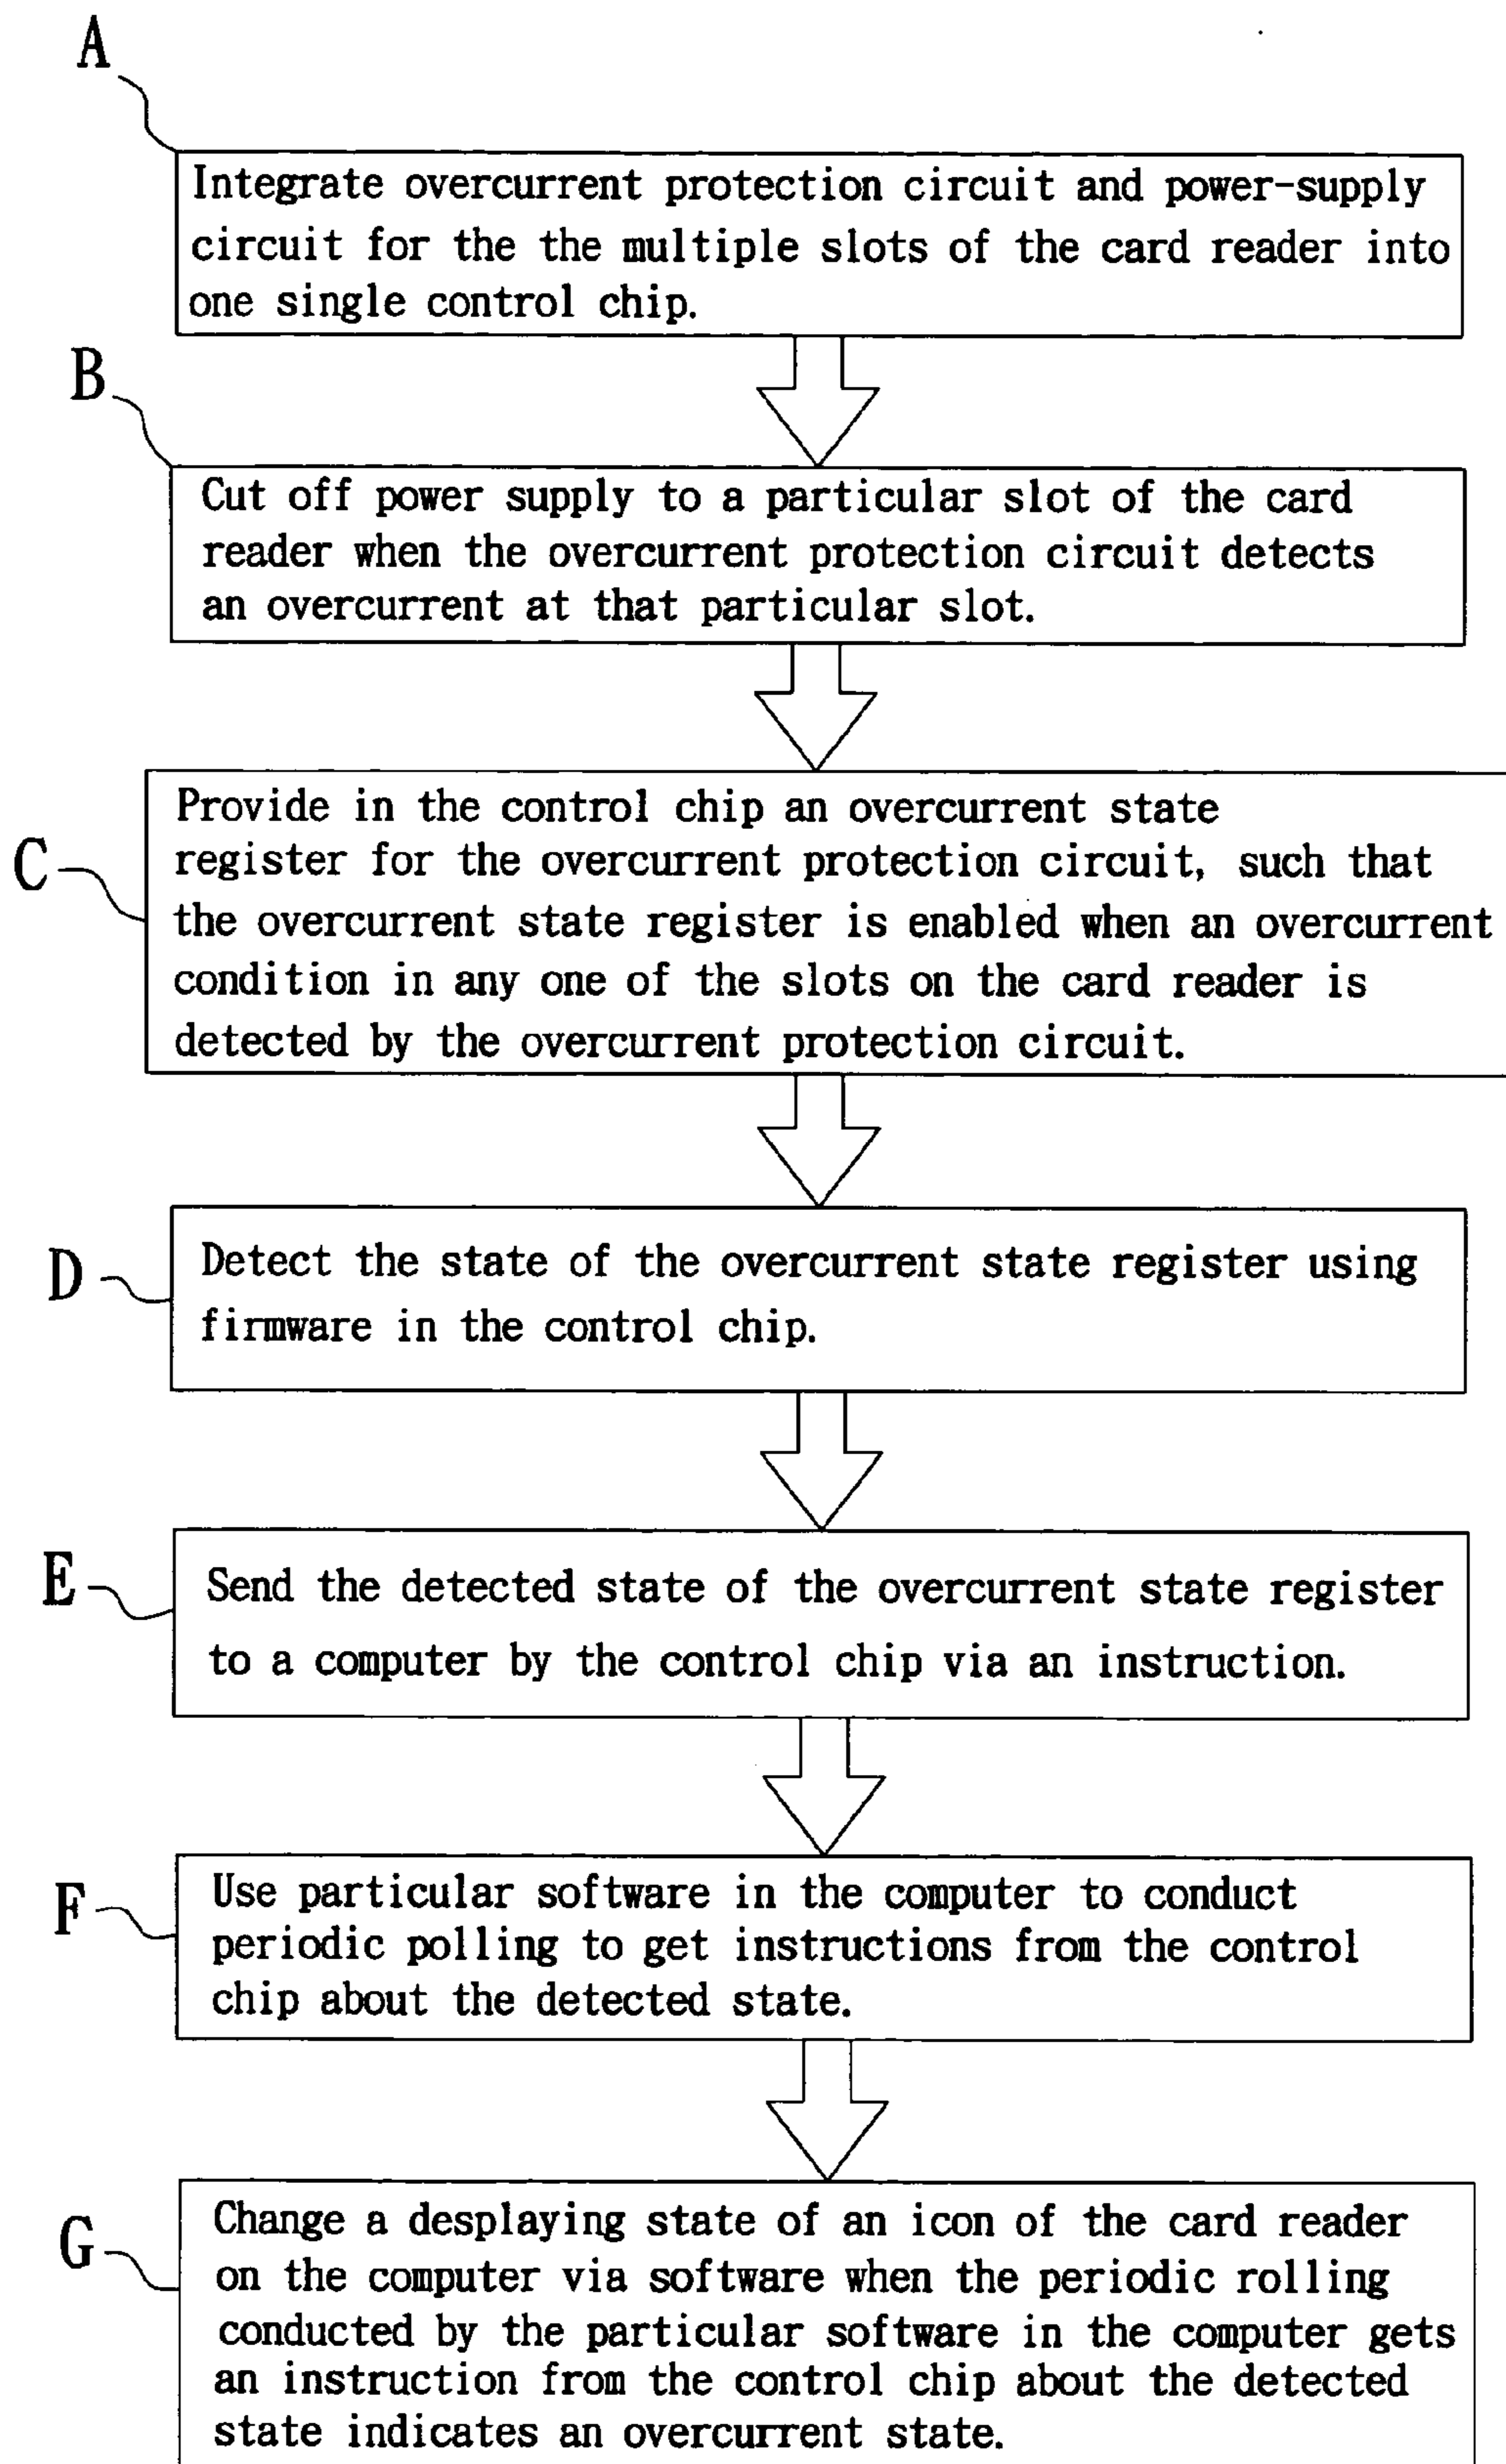 A
Integrate overcurrent protection circuit and power-supply
circuit for the the multiple slots of the card reader into
one single control chip.
B
Cut off power supply to a particular slot of the card
reader when the overcurrent protection circuit detects
an overcurrent at that particular slot.
C
Provide in the control chip an overcurrent state
register for the overcurrent protection circuit, such that
the overcurrent state register is enabled when an overcurrent
condition in any one of the slots on the card reader is
detected by the overcurrent protection circuit.
D
Detect the state of the overcurrent state register using
firmware in the control chip.
E
Send the detected state of the overcurrent state register
to a computer by the control chip via an instruction.
F
Use particular software in the computer to conduct
periodic polling to get instructions from the control
chip about the detected state.
G
Change a desplaying state of an icon of the card reader
on the computer via software when the periodic rolling
conducted by the particular software in the computer gets
an instruction from the control chip about the detected
state indicates an overcurrent state.